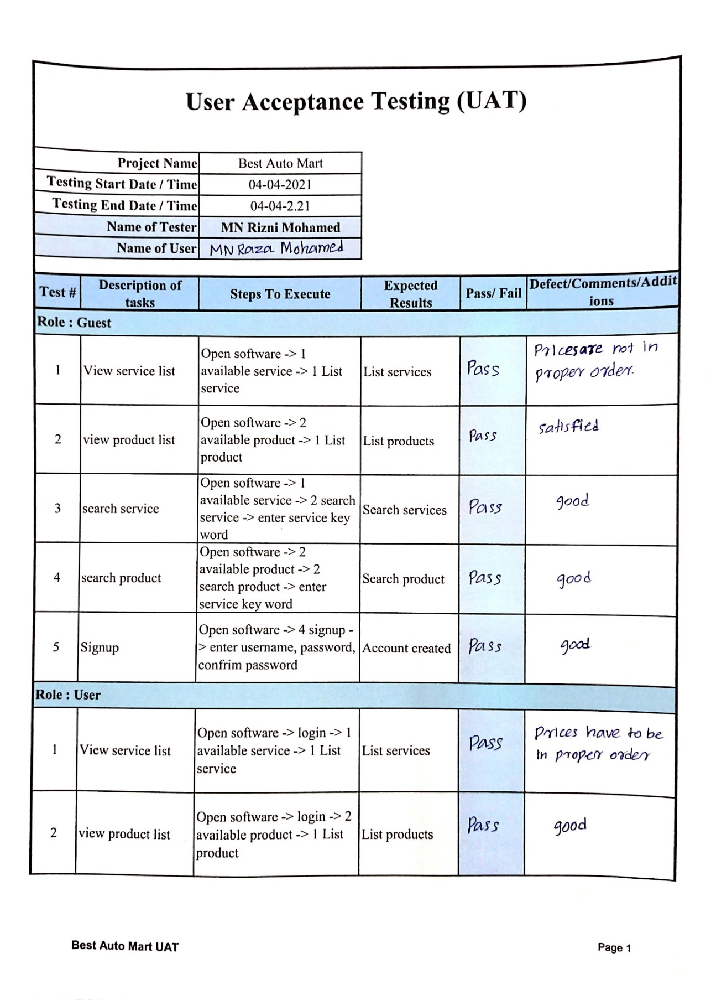 User Acceptance Testing (UAT)
Project Name Best Auto Mart
Testing Start Date / Time 04-04-2021
Testing End Date / Time 04-04-2.21
Name of Tester MN Rizni Mohamed
Name of User MN Raza Mohamed
Test # Description of tasks Steps To Execute Expected Results Pass/ Fail Defect/Comments/Additions
Role : Guest
1
View service list
Open software -> 1
available service -> 1 List
service
List services
Pass
Pricesare not in
proper order.
2
view product list
Open software -> 2
available product -> 1 List
product
List products
Pass
satisfied
3
search service
Open software -> 1
available service -> 2 search
service -> enter service key
word
Search services
Pass
good
4
search product
Open software -> 2
available product -> 2
search product -> enter
service key word
Search product
Pass
good
5
Signup
Open software -> 4 signup -
> enter username, password,
confrim password
Account created
Pass
good
Role : User
1
View service list
Open software -> login -> 1
available service -> 1 List
service
List services
Pass
Prices have to be
in proper order
2
view product list
Open software -> login -> 2
available product -> 1 List
product
List products
Pass
good
Best Auto Mart UAT
Page 1